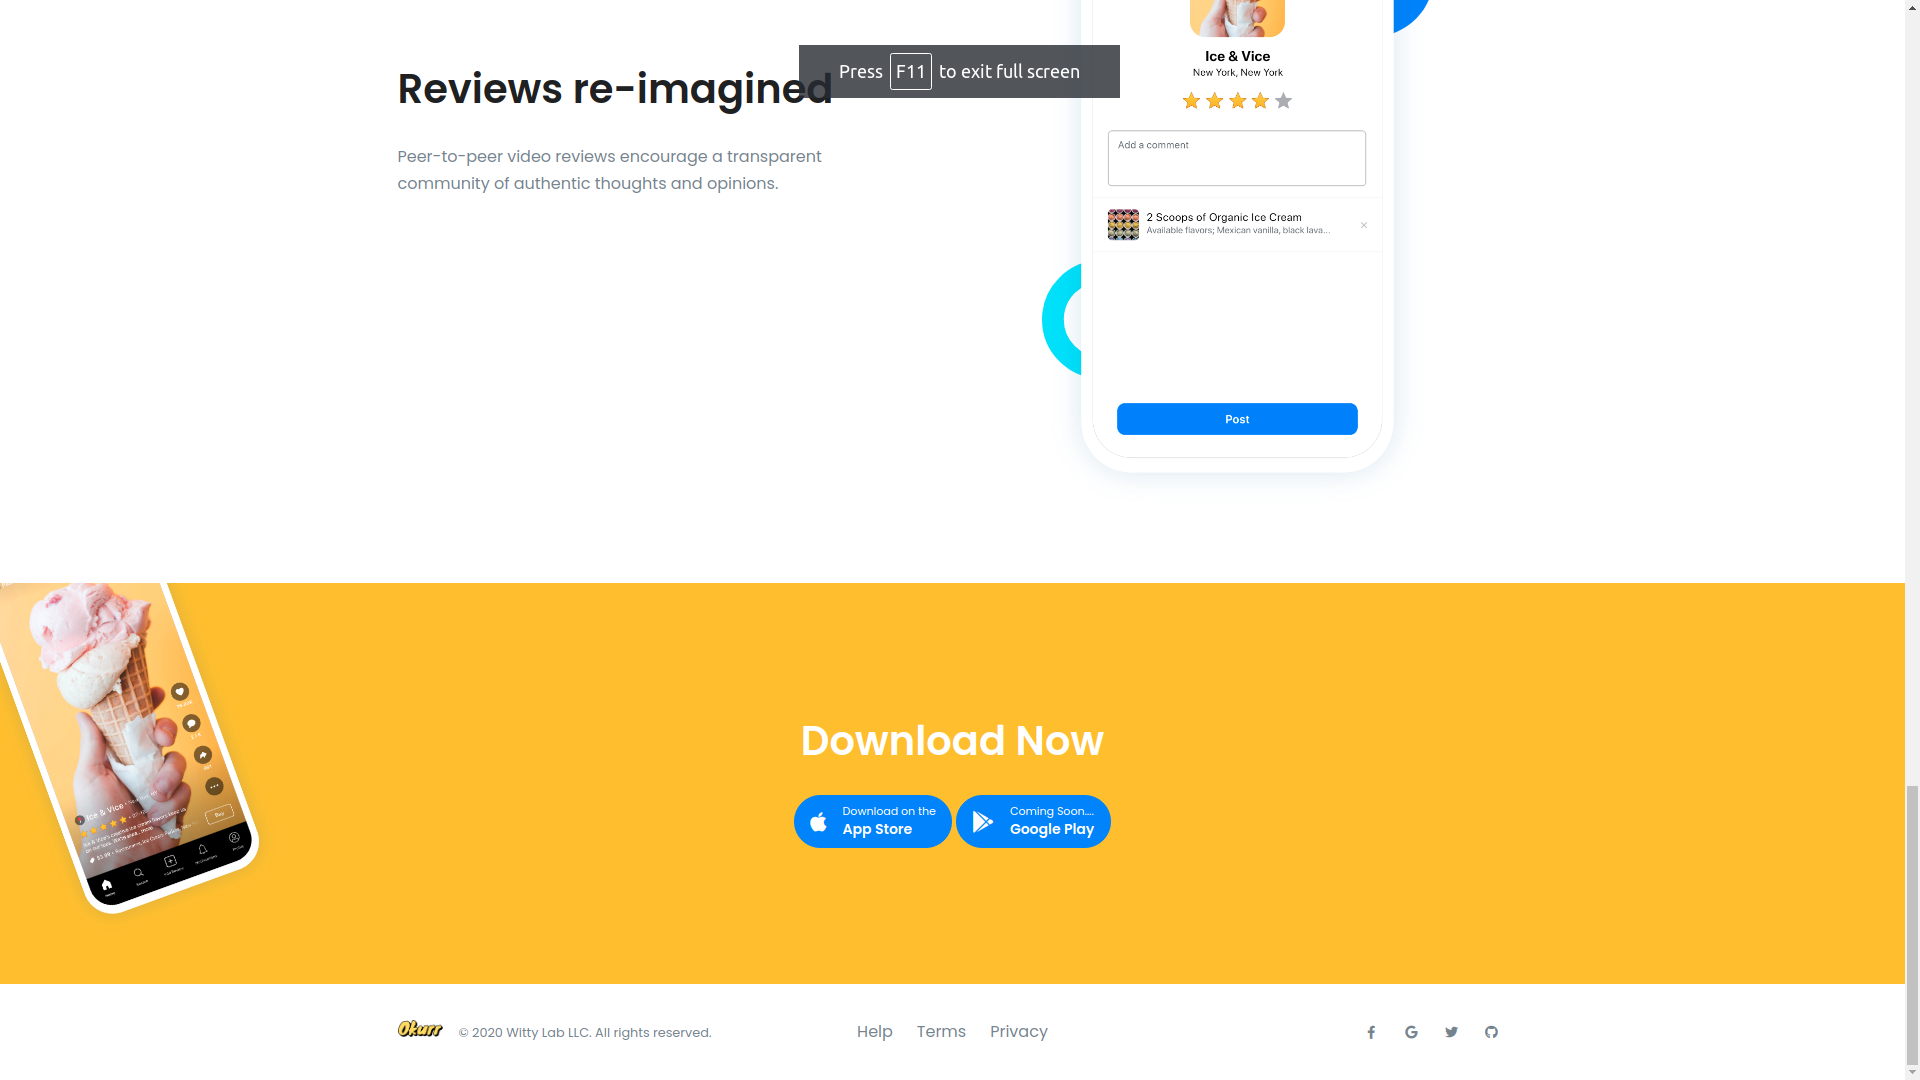 Press F11 to exit full screen
Reviews re-imagined
Peer-to-peer video reviews encourage a transparent
community of authentic thoughts and opinions.
Ice & Vice
New York, New York
Add a comment
2 Scoops of Organic Ice Cream
Available flavors; Mexican vanilla, black lava...
×
Post
Ice & Vice
Buy
Download Now
Download on the
App Store
Coming Soon....
Google Play
Okurr
© 2020 Witty Lab LLC. All rights reserved.
Help
Terms
Privacy